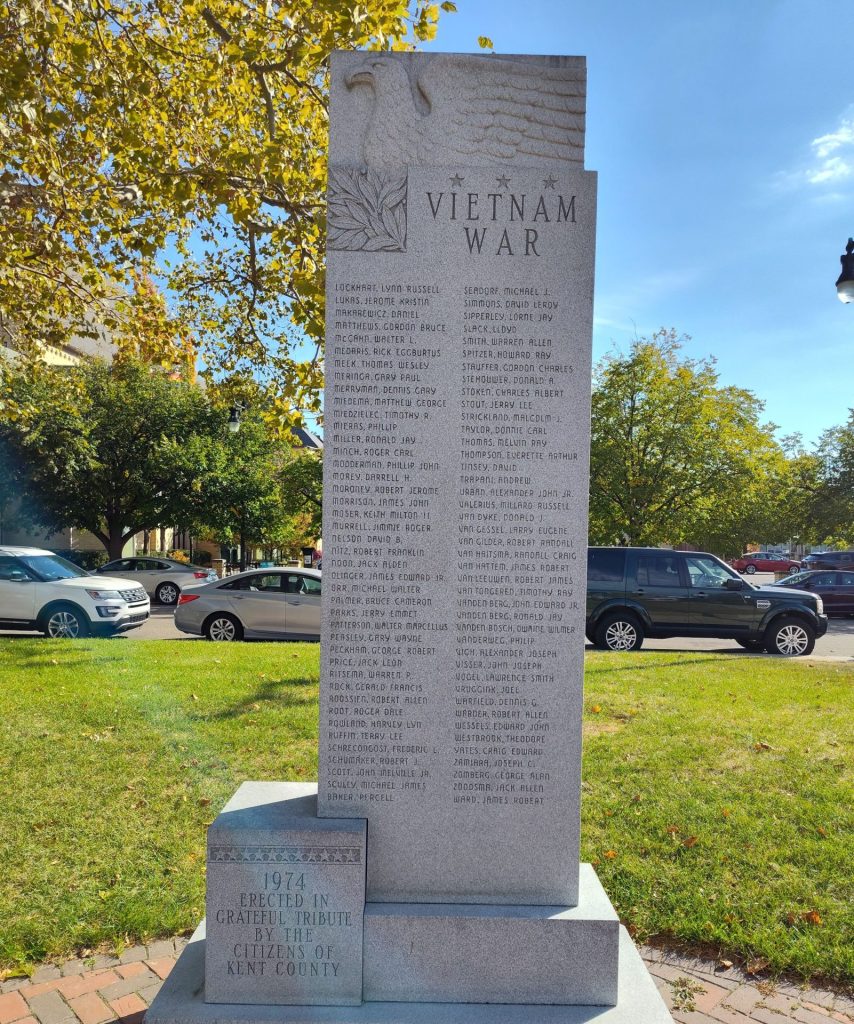 VIETNAM
WAR
LOCKHART, LYNN RUSSELL
LUKAS, JEROME KRISTIN
MAKAREWICZ, DANIEL
MATTHEWS, GORDON BRUCE
McGAHN, WALTER L.
MEDARIS, RICK EGGBURTUS
MEEK, THOMAS WESLEY
MERINGA, GARY PAUL
MERRYMAN, DENNIS GARY
MIEDEMA, MATTHEW GEORGE
MIEDZIELEC, TIMOTHY R.
MIERAS, PHILLIP
MILLER, RONALD JAY
MINCH, ROGER CARL
MODDERMAN, PHILLIP JOHN
MOREY, DARRELL H.
MORONEY, ROBERT JEROME
MORRISON, JAMES JOHN
MOSER, KEITH MILTON II
MURRELL, JIMMIE ROGER
NELSON DAVID B.
NITZ, ROBERT FRANKLIN
NOON, JACK ALDEN
OLINGER, JAMES EDWARD JR.
ORR, MICHAEL WALTER
PALMER, BRUCE CAMERON
PARKS, JERRY EMMET
PATTERSON, WALTER MARCELLUS
PEASLEY, GARY WAYNE
PECKHAM, GEORGE ROBERT
PRICE, JACK LEON
RITSEMA, WARREN P.
ROCK, GERALD FRANCIS
ROOSSIEN, ROBERT ALLEN
ROOT, ROGER DALE
ROWLAND, HARVEY LYN
RUFFIN, TERRY LEE
SCHRECONGOST, FREDERIC L.
SCHUMAKER, ROBERT J.
SCOTT, JOHN MELVILLE JR.
SCULLY, MICHAEL JAMES
BAKER, PERCELL
SEADORF, MICHAEL J.
SIMMONS, DAVID LEROY
SIPPERLEY, LORNE JAY
SLACK, LLOYD
SMITH, WARREN ALLEN
SPITZER, HOWARD RAY
STAUFFER, GORDON CHARLES
STEHOUWER, DONALD A.
STOKEN, CHARLES ALBERT
STOUT, JERRY LEE
STRICKLAND, MALCOLM J.
TAYLOR, DONNIE CARL
THOMAS, MELVIN RAY
THOMPSON, EVERETTE ARTHUR
TINSEY, DAVID
TRAPANI, ANDREW
URBAN, ALEXANDER JOHN JR.
VALERIUS, MILLARD RUSSELL
VAN DYKE, DONALD J.
VAN GESSEL, LARRY EUGENE
VAN GILDER, ROBERT RANDALL
VAN HAITSMA, RANDALL CRAIG
VAN HATTEM, JAMES ROBERT
VAN LEEUWEN, ROBERT JAMES
VAN TONGEREN, TIMOTHY RAY
VANDEN BERG, JOHN EDWARD JR.
VANDEN BERG, RONALD JAY
VANDEN BOSCH, DWAINE WILMER
VANDERWEG, PHILIP
VIGH, ALEXANDER JOSEPH
VISSER, JOHN JOSEPH
VOGEL, LAWRENCE SMITH
VRUGGINK, JOEL
WARFIELD, DENNIS G.
WARNER, ROBERT ALLEN
WESSELS, EDWARD JOHN
WESTBROOK, THEODORE
YATES, CRAIG EDWARD
ZAMIARA, JOSEPH C.
ZOMBERG, GEORGE ALAN
ZOODSMA, JACK ALLEN
WARD, JAMES ROBERT
1974
ERECTED IN
GRATEFUL TRIBUTE
BY THE
CITIZENS OF
KENT COUNTY